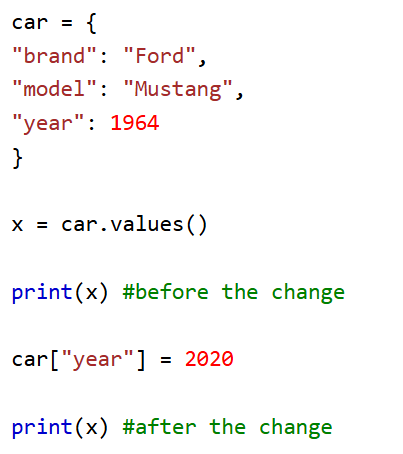 car = {
"brand": "Ford",
"model": "Mustang",
"year": 1964
}
x = car.values()
print(x) #before the change
car["year"] = 2020
print(x) #after the change